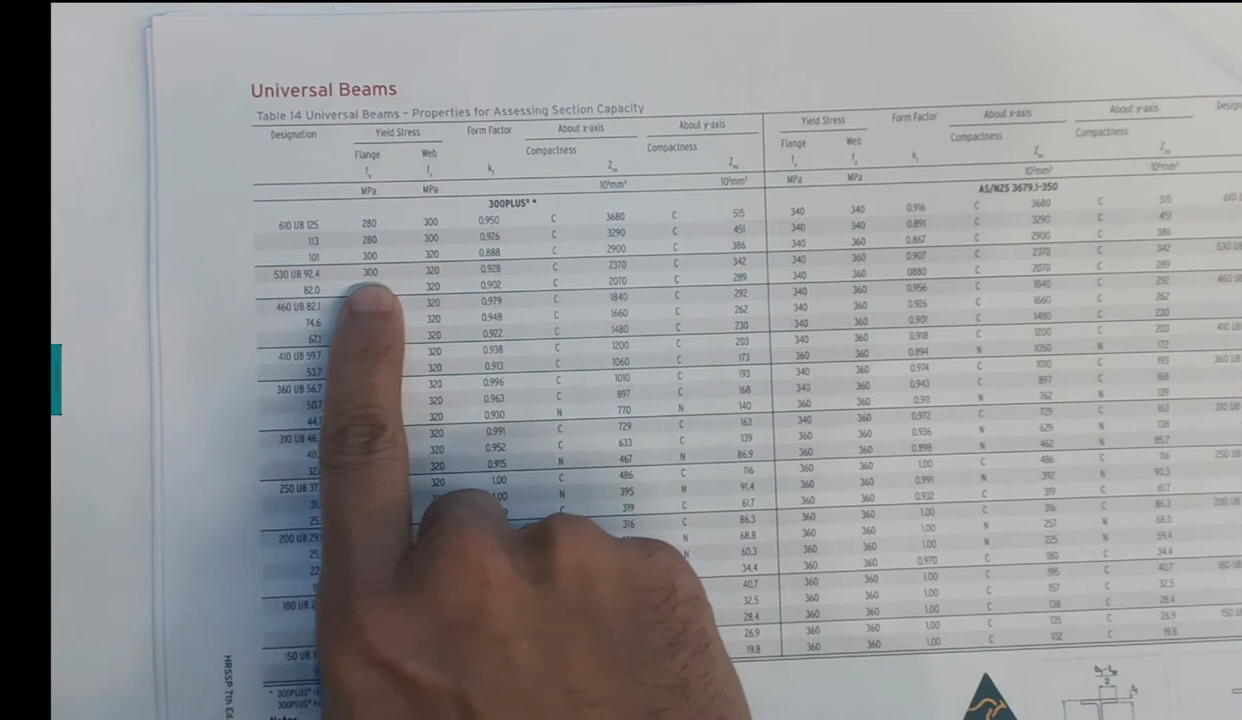 Universal Beams
Table 14 Universal Beams – Properties for Assessing Section Capacity
Designation Yield Stress Form Factor About x-axis About y-axis Yield Stress Form Factor About x-axis About y-axis
Flange Web Compactness Compactness Flange Web Compactness Compactness
MPa MPa 10³mm³ 10³mm³ MPa MPa 10³mm³ 10³mm³
300PLUS® * AS/NZS 3679.1-350
610 UB 125 280 300 0.950 C 3680 C 515 340 340 0.916 C 3680 C 515
113 280 300 0.926 C 3290 C 451 340 340 0.891 C 3290 C 451
101 300 320 0.888 C 2900 C 386 340 360 0.867 C 2900 C 386
530 UB 92.4 300 320 0.928 C 2370 C 342 340 360 0.907 C 2370 C 342
82.0 320 0.902 C 2070 C 289 340 360 0880 C 2070 C 289
460 UB 82.1 320 0.979 C 1840 C 292 340 360 0.956 C 1840 C 292
74.6 320 0.948 C 1660 C 262 340 360 0.926 C 1660 C 262
67.1 320 0.922 C 1480 C 230 340 360 0.901 C 1480 C 230
410 UB 59.7 320 0.938 C 1200 C 203 340 360 0.918 C 1200 C 203
53.7 320 0.913 C 1060 C 173 360 360 0.894 N 1050 N 172
360 UB 56.7 320 0.996 C 1010 C 193 340 360 0.974 C 1010 C 193
50.7 320 0.963 C 897 C 168 340 360 0.943 C 897 C 168
44.7 320 0.930 N 770 N 140 360 360 0.911 N 762 N 139
310 UB 46. 320 0.991 C 729 C 163 340 360 0.972 C 729 C 163
40. 320 0.952 C 633 C 139 360 360 0.936 N 629 N 138
32. 320 0.915 N 467 N 86.9 360 360 0.898 N 462 N 85.7
250 UB 37. 320 1.00 C 486 C 116 360 360 1.00 C 486 C 116
31. N 395 N 91.4 360 360 0.991 N 392 N 90.3
25. 319 C 61.7 360 360 0.932 C 319 C 61.7
200 UB 29. 316 C 86.3 360 360 1.00 C 316 C 86.3
25. N 68.8 360 360 1.00 N 257 N 68.0
22 N 60.3 360 360 1.00 N 225 N 59.4
34.4 360 360 0.970 C 180 C 34.4
180 UB 2 40.7 360 360 1.00 C 195 C 40.7
32.5 360 360 1.00 C 157 C 32.5
28.4 360 360 1.00 C 138 C 28.4
150 UB 1 26.9 360 360 1.00 C 135 C 26.9
19.8 360 360 1.00 C 102 C 19.8
* 300PLUS®
300PLUS®
HRSSP 7th Ed